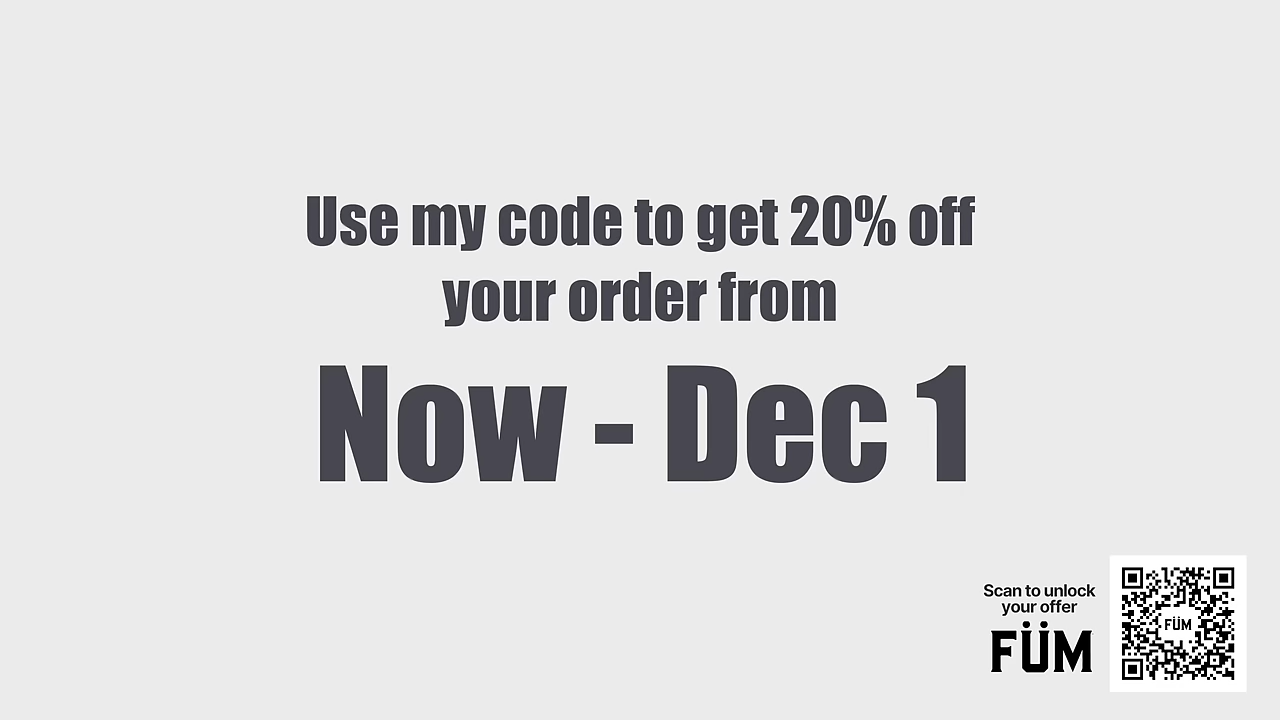 Use my code to get 20% off
your order from
Now - Dec 1
Scan to unlock
your offer
FÜM
FÜM